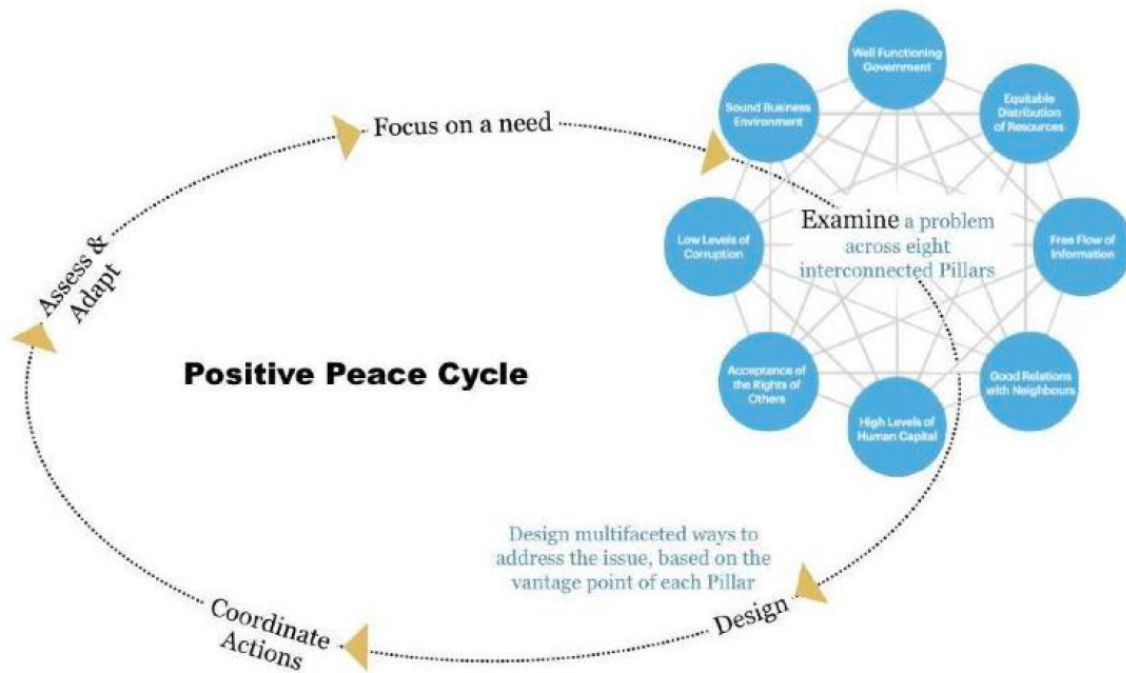 Focus on a need
Well Functioning
Government
Sound Business
Environment
Equitable
Distribution
of Resources
Low Levels of
Corruption
Examine a problem
across eight
interconnected Pillars
Free Flow of
Information
Acceptance of
the Rights of
Others
High Levels of
Human Capital
Good Relations
with Neighbours
Assess &
Adapt
Positive Peace Cycle
Design multifaceted ways to
address the issue, based on the
vantage point of each Pillar
Design
Coordinate
Actions